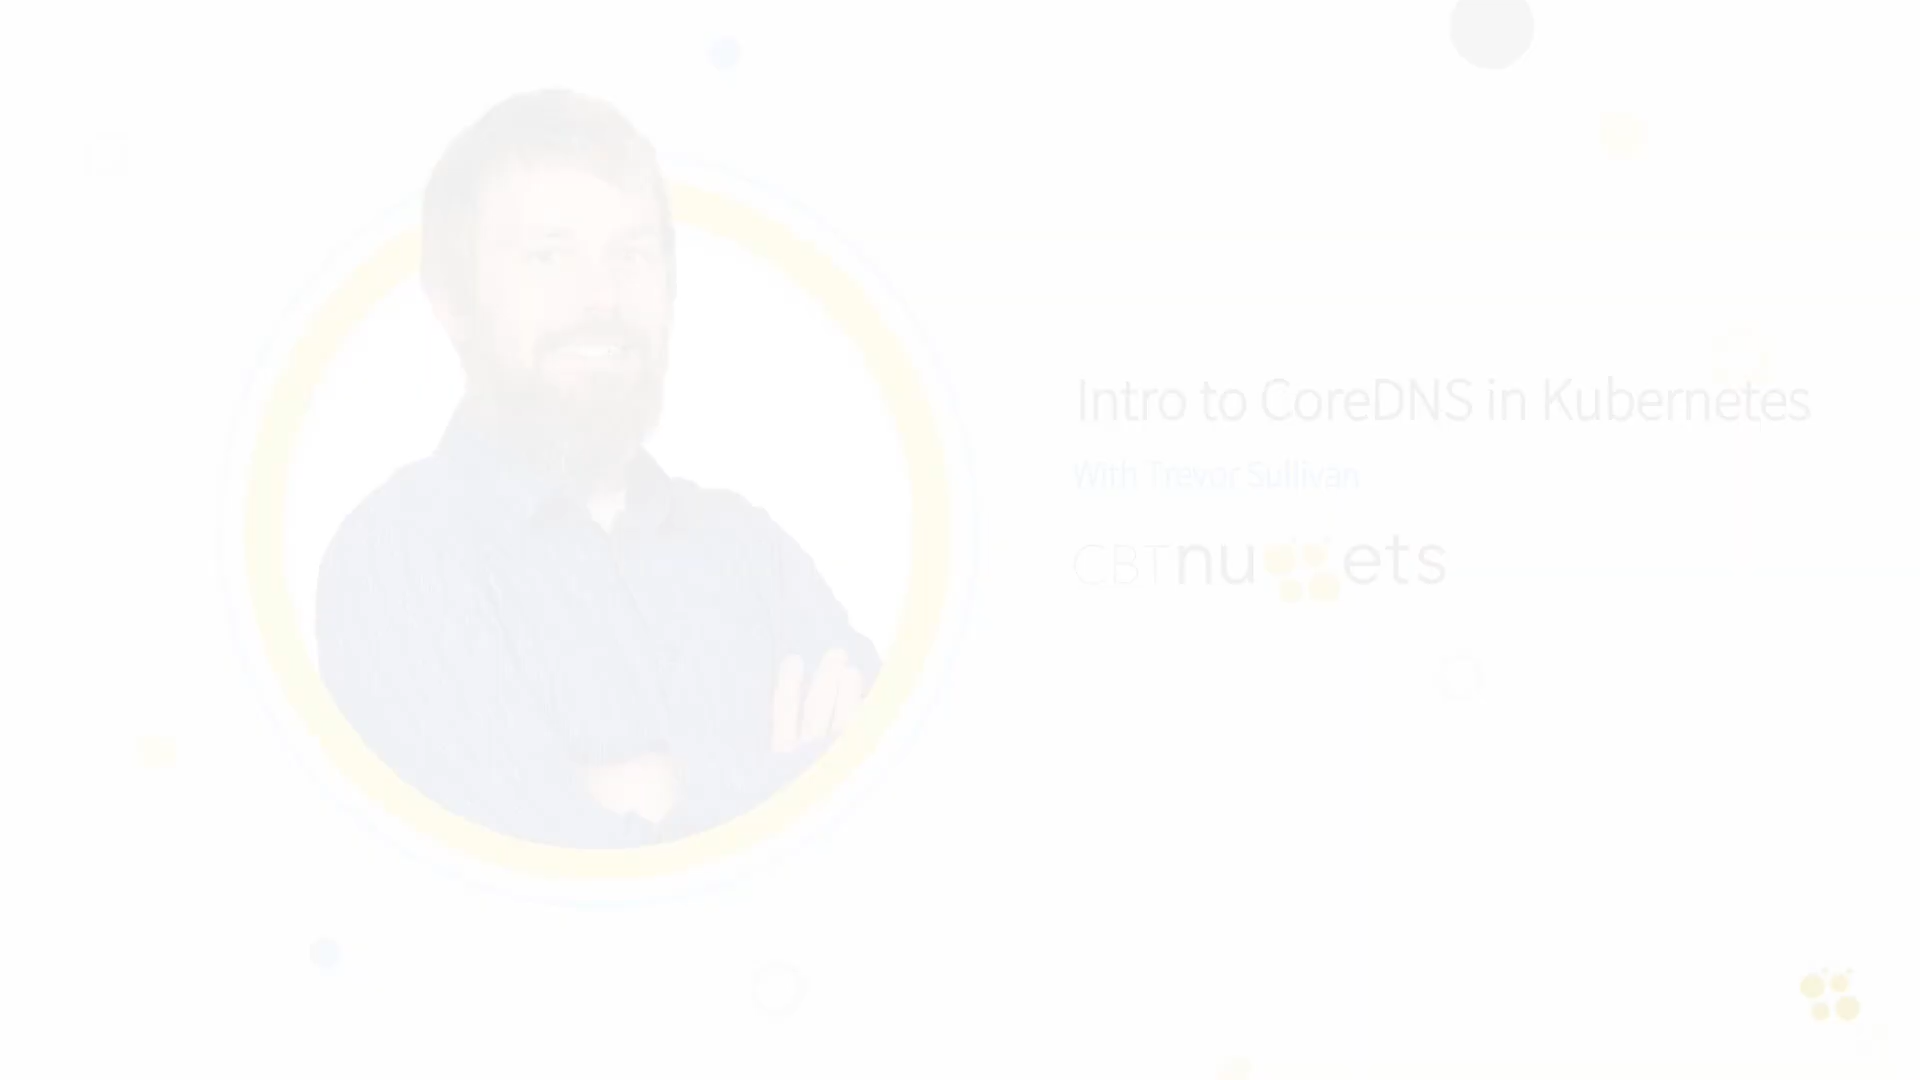 Intro to CoreDNS in Kubernetes
With Trevor Sullivan
CBTnuggets